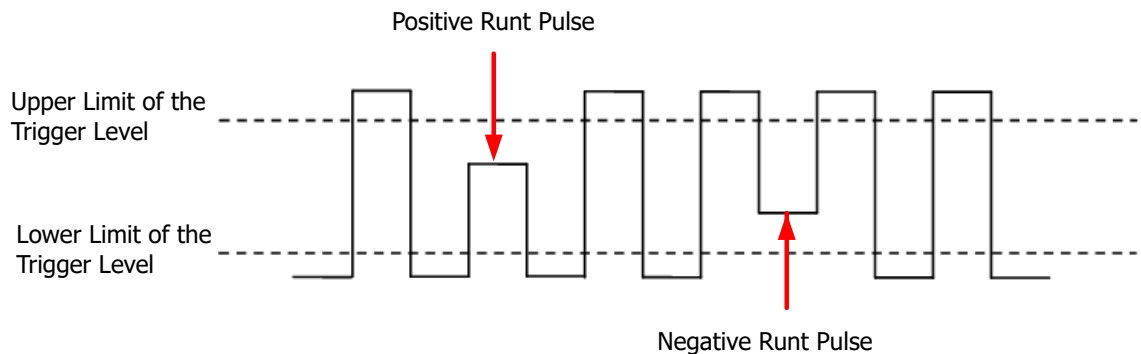 Positive Runt Pulse
Upper Limit of the
Trigger Level
Lower Limit of the
Trigger Level
Negative Runt Pulse